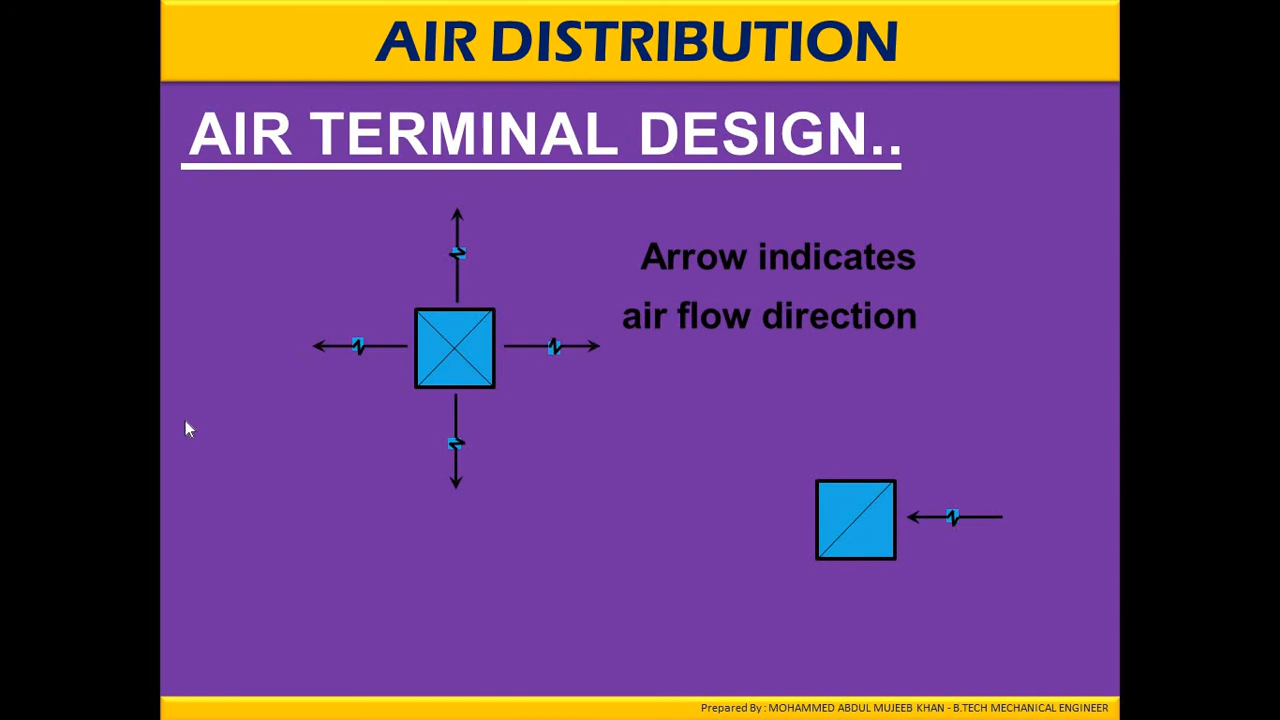 AIR DISTRIBUTION
AIR TERMINAL DESIGN..
Arrow indicates
air flow direction
Prepared By : MOHAMMED ABDUL MUJEEB KHAN - B.TECH MECHANICAL ENGINEER